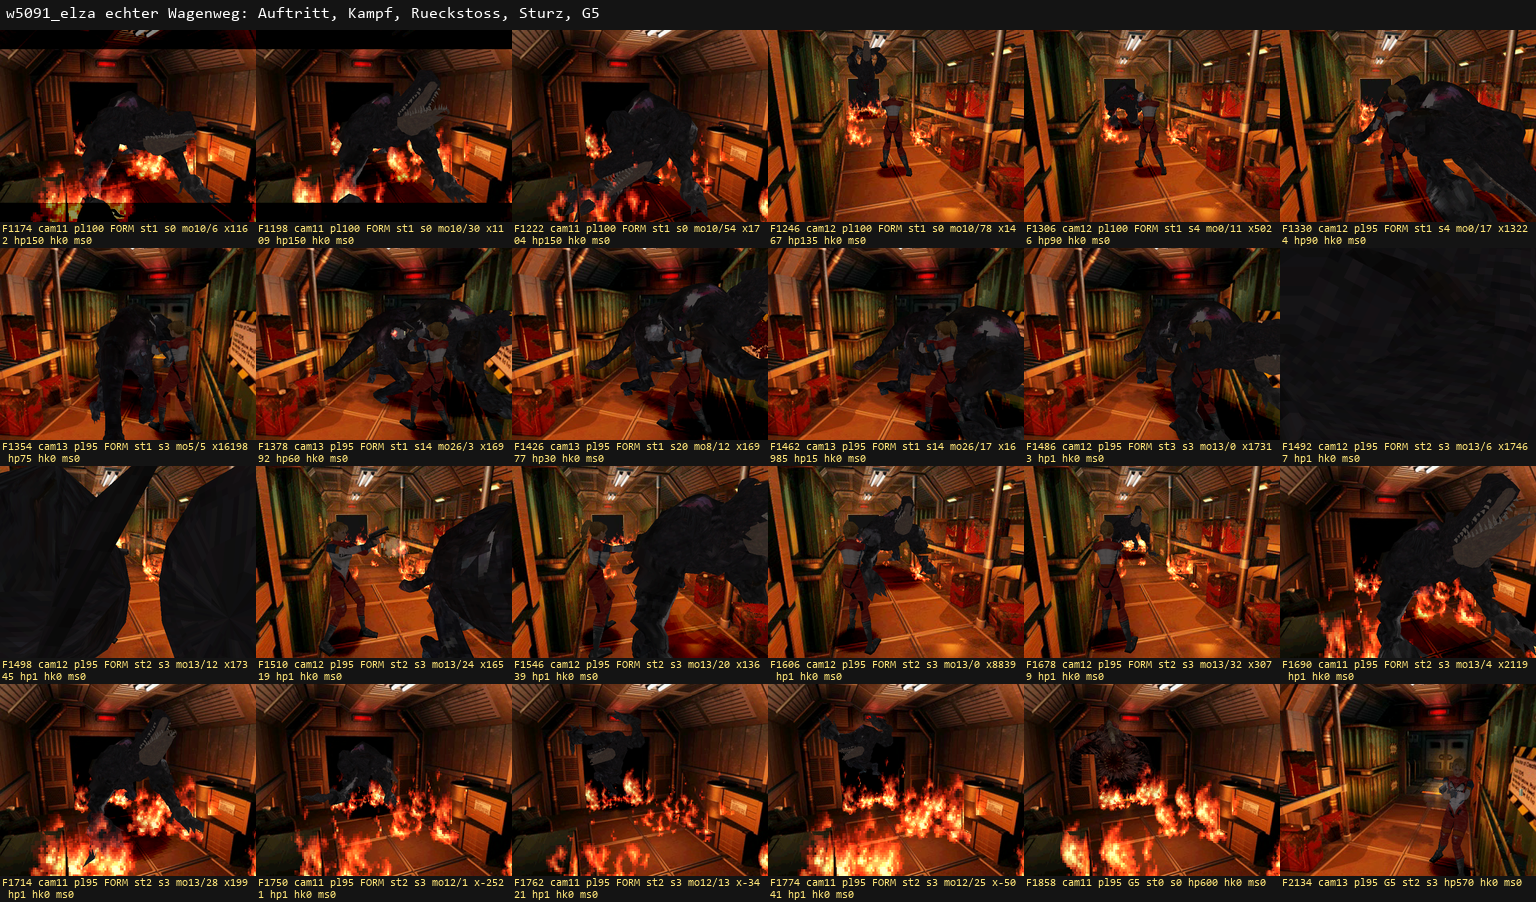 w5091_elza echter Wagenweg: Auftritt, Kampf, Rueckstoss, Sturz, G5
F1174 cam11 pl100 FORM st1 s0 mo10/6 x116
2 hp150 hk0 ms0
F1198 cam11 pl100 FORM st1 s0 mo10/30 x11
09 hp150 hk0 ms0
F1222 cam11 pl100 FORM st1 s0 mo10/54 x17
04 hp150 hk0 ms0
F1246 cam12 pl100 FORM st1 s0 mo10/78 x14
67 hp135 hk0 ms0
F1306 cam12 pl100 FORM st1 s4 mo0/11 x502
6 hp90 hk0 ms0
F1330 cam12 pl95 FORM st1 s4 mo0/17 x1322
4 hp90 hk0 ms0
F1354 cam13 pl95 FORM st1 s3 mo5/5 x16198
hp75 hk0 ms0
F1378 cam13 pl95 FORM st1 s14 mo26/3 x169
92 hp60 hk0 ms0
F1426 cam13 pl95 FORM st1 s20 mo8/12 x169
77 hp30 hk0 ms0
F1462 cam13 pl95 FORM st1 s14 mo26/17 x16
985 hp15 hk0 ms0
F1486 cam12 pl95 FORM st3 s3 mo13/0 x1731
3 hp1 hk0 ms0
F1492 cam12 pl95 FORM st2 s3 mo13/6 x1746
7 hp1 hk0 ms0
F1498 cam12 pl95 FORM st2 s3 mo13/12 x173
45 hp1 hk0 ms0
F1510 cam12 pl95 FORM st2 s3 mo13/24 x165
19 hp1 hk0 ms0
F1546 cam12 pl95 FORM st2 s3 mo13/20 x136
39 hp1 hk0 ms0
F1606 cam12 pl95 FORM st2 s3 mo13/0 x8839
hp1 hk0 ms0
F1678 cam12 pl95 FORM st2 s3 mo13/32 x307
9 hp1 hk0 ms0
F1690 cam11 pl95 FORM st2 s3 mo13/4 x2119
hp1 hk0 ms0
F1714 cam11 pl95 FORM st2 s3 mo13/28 x199
hp1 hk0 ms0
F1750 cam11 pl95 FORM st2 s3 mo12/1 x-252
1 hp1 hk0 ms0
F1762 cam11 pl95 FORM st2 s3 mo12/13 x-34
21 hp1 hk0 ms0
F1774 cam11 pl95 FORM st2 s3 mo12/25 x-50
41 hp1 hk0 ms0
F1858 cam11 pl95 G5 st0 s0 hp600 hk0 ms0
F2134 cam13 pl95 G5 st2 s3 hp570 hk0 ms0